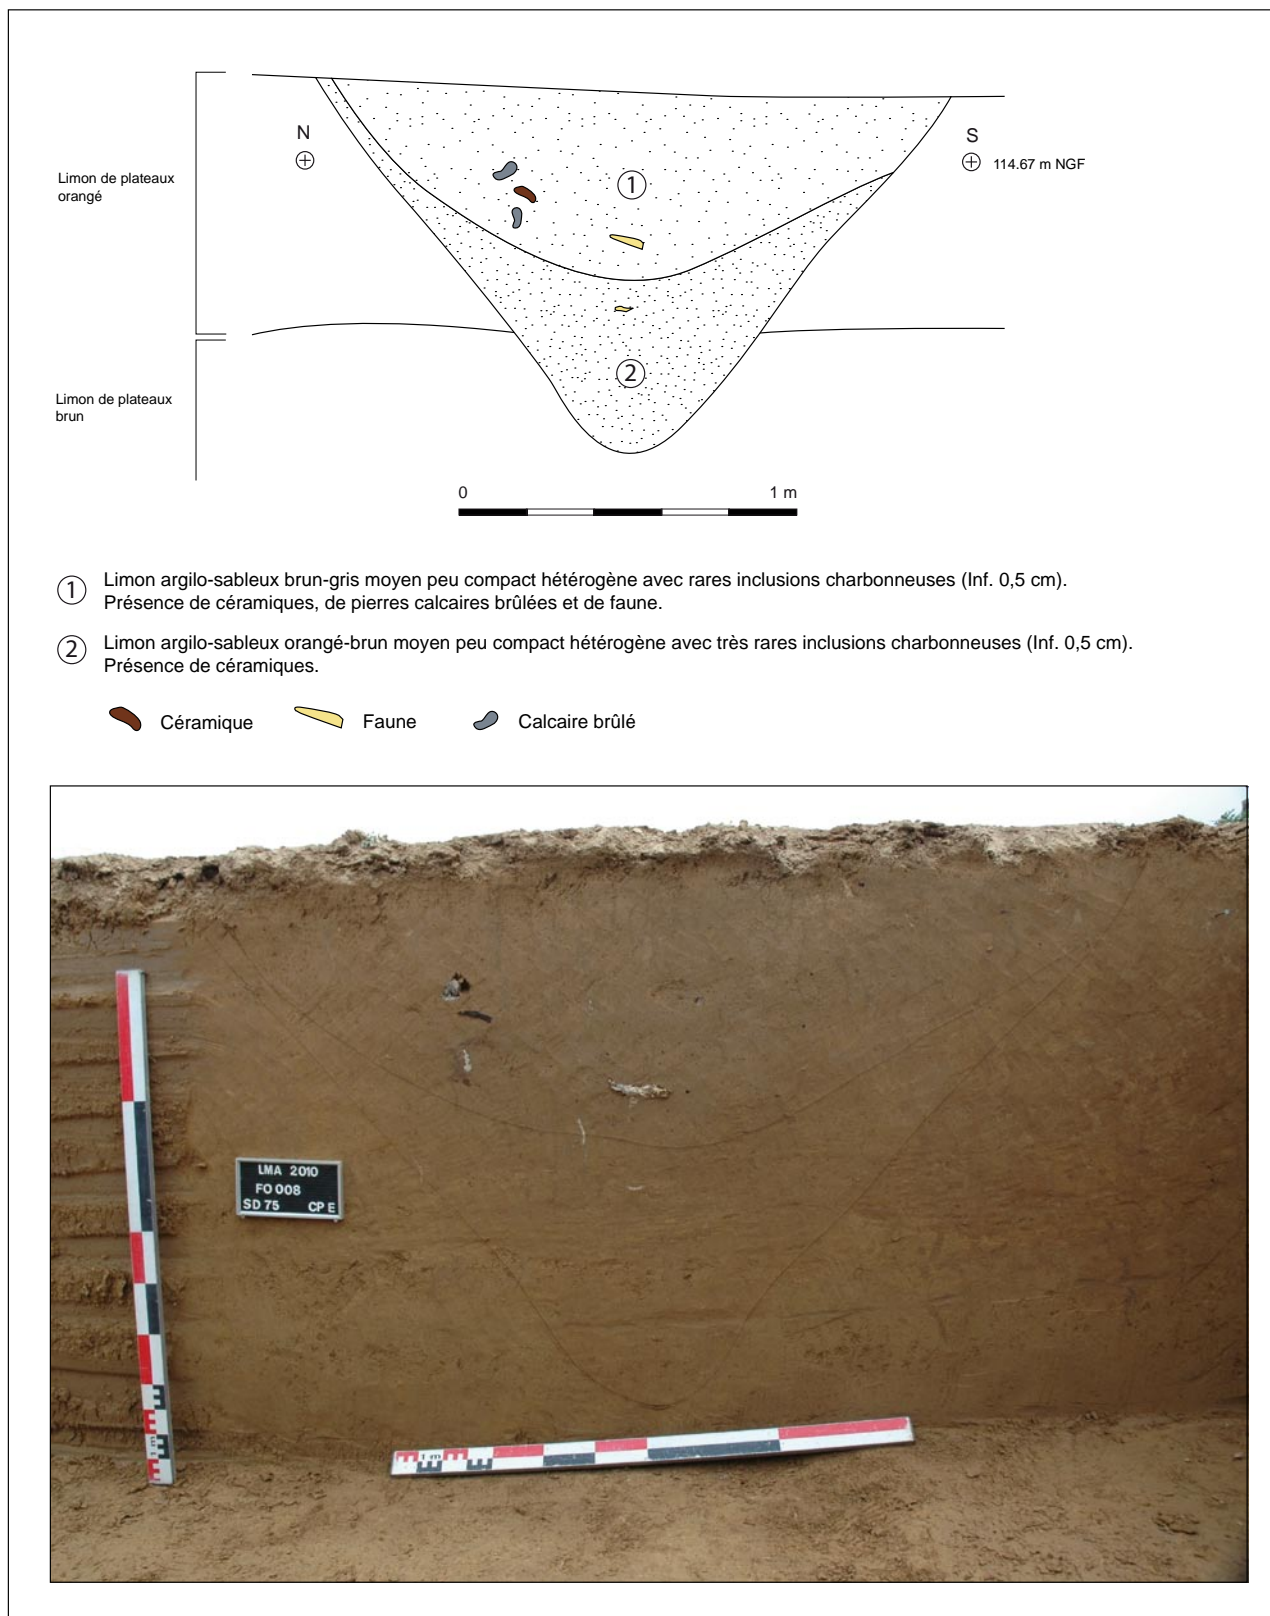 N
S
114.67 m NGF
Limon de plateaux
orangé
1
2
Limon de plateaux
brun
0 1 m
1 Limon argilo-sableux brun-gris moyen peu compact hétérogène avec rares inclusions charbonneuses (Inf. 0,5 cm).
Présence de céramiques, de pierres calcaires brûlées et de faune.
2 Limon argilo-sableux orangé-brun moyen peu compact hétérogène avec très rares inclusions charbonneuses (Inf. 0,5 cm).
Présence de céramiques.
Céramique Faune Calcaire brûlé
LMA 2010
FO 008
SD 75 CP E
1 m
1 m